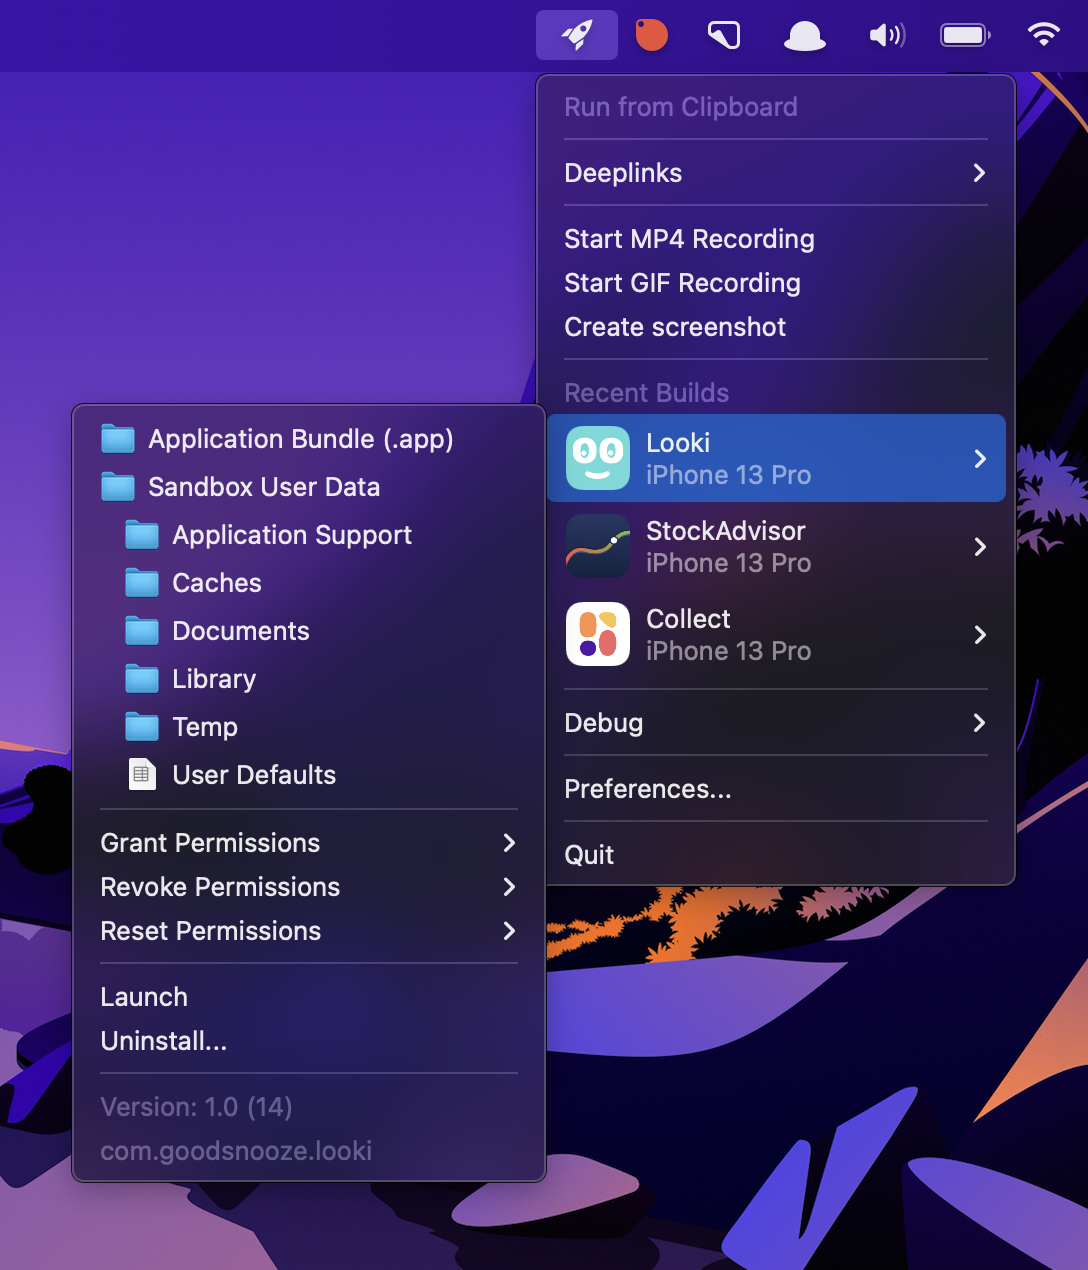 Run from Clipboard
Deeplinks
Start MP4 Recording
Start GIF Recording
Create screenshot
Recent Builds
Looki
iPhone 13 Pro
StockAdvisor
iPhone 13 Pro
Collect
iPhone 13 Pro
Debug
Preferences...
Quit
Application Bundle (.app)
Sandbox User Data
Application Support
Caches
Documents
Library
Temp
User Defaults
Grant Permissions
Revoke Permissions
Reset Permissions
Launch
Uninstall...
Version: 1.0 (14)
com.goodsnooze.looki